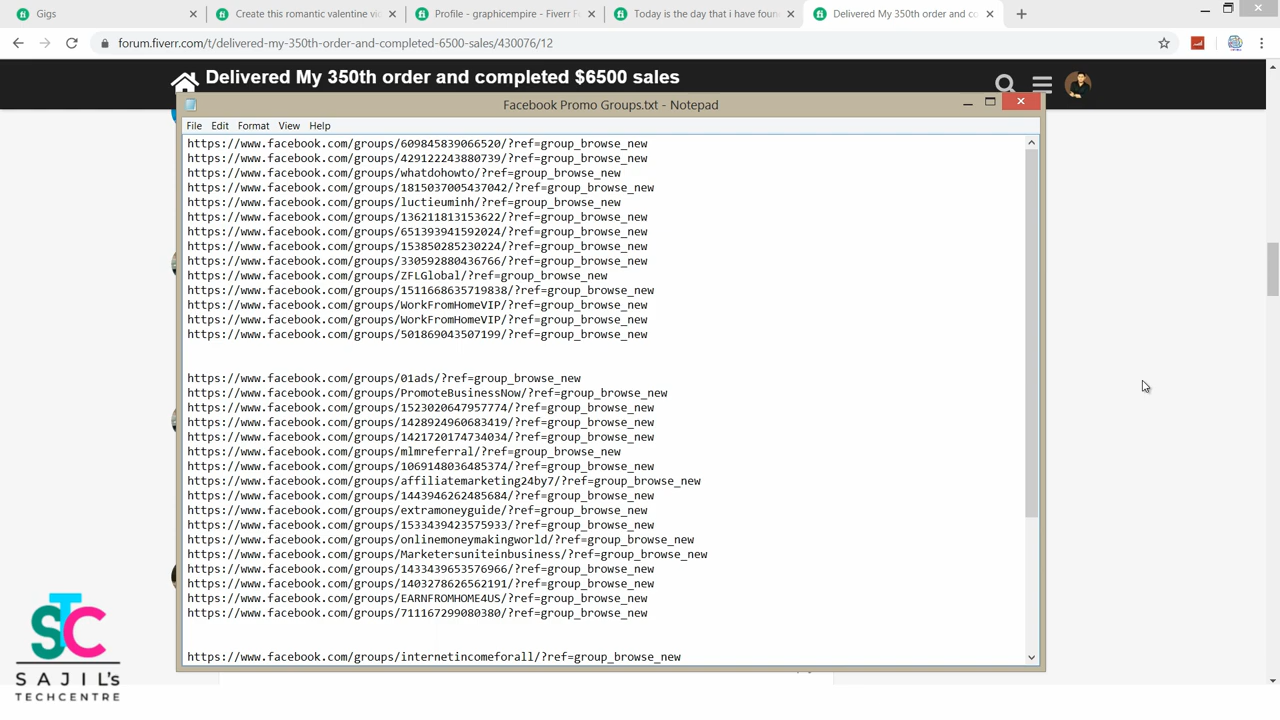 Gigs
Create this romantic valentine vi
Profile - graphicempire - Fiverr F
Today is the day that i have foun
Delivered My 350th order and co
forum.fiverr.com/t/delivered-my-350th-order-and-completed-6500-sales/430076/12
Delivered My 350th order and completed $6500 sales
Facebook Promo Groups.txt - Notepad
File Edit Format View Help
https://www.facebook.com/groups/609845839066520/?ref=group_browse_new
https://www.facebook.com/groups/429122243880739/?ref=group_browse_new
https://www.facebook.com/groups/whatdohowto/?ref=group_browse_new
https://www.facebook.com/groups/1815037005437042/?ref=group_browse_new
https://www.facebook.com/groups/luctieuminh/?ref=group_browse_new
https://www.facebook.com/groups/136211813153622/?ref=group_browse_new
https://www.facebook.com/groups/651393941592024/?ref=group_browse_new
https://www.facebook.com/groups/153850285230224/?ref=group_browse_new
https://www.facebook.com/groups/330592880436766/?ref=group_browse_new
https://www.facebook.com/groups/ZFLGlobal/?ref=group_browse_new
https://www.facebook.com/groups/1511668635719838/?ref=group_browse_new
https://www.facebook.com/groups/WorkFromHomeVIP/?ref=group_browse_new
https://www.facebook.com/groups/WorkFromHomeVIP/?ref=group_browse_new
https://www.facebook.com/groups/501869043507199/?ref=group_browse_new
https://www.facebook.com/groups/01ads/?ref=group_browse_new
https://www.facebook.com/groups/PromoteBusinessNow/?ref=group_browse_new
https://www.facebook.com/groups/1523020647957774/?ref=group_browse_new
https://www.facebook.com/groups/1428924960683419/?ref=group_browse_new
https://www.facebook.com/groups/1421720174734034/?ref=group_browse_new
https://www.facebook.com/groups/mlmreferral/?ref=group_browse_new
https://www.facebook.com/groups/1069148036485374/?ref=group_browse_new
https://www.facebook.com/groups/affiliatemarketing24by7/?ref=group_browse_new
https://www.facebook.com/groups/1443946262485684/?ref=group_browse_new
https://www.facebook.com/groups/extramoneyguide/?ref=group_browse_new
https://www.facebook.com/groups/1533439423575933/?ref=group_browse_new
https://www.facebook.com/groups/onlinemoneymakingworld/?ref=group_browse_new
https://www.facebook.com/groups/Marketersuniteinbusiness/?ref=group_browse_new
https://www.facebook.com/groups/1433439653576966/?ref=group_browse_new
https://www.facebook.com/groups/1403278626562191/?ref=group_browse_new
https://www.facebook.com/groups/EARNFROMHOME4US/?ref=group_browse_new
https://www.facebook.com/groups/711167299080380/?ref=group_browse_new
https://www.facebook.com/groups/internetincomeforall/?ref=group_browse_new
STC
SAJIL's
TECHCENTRE